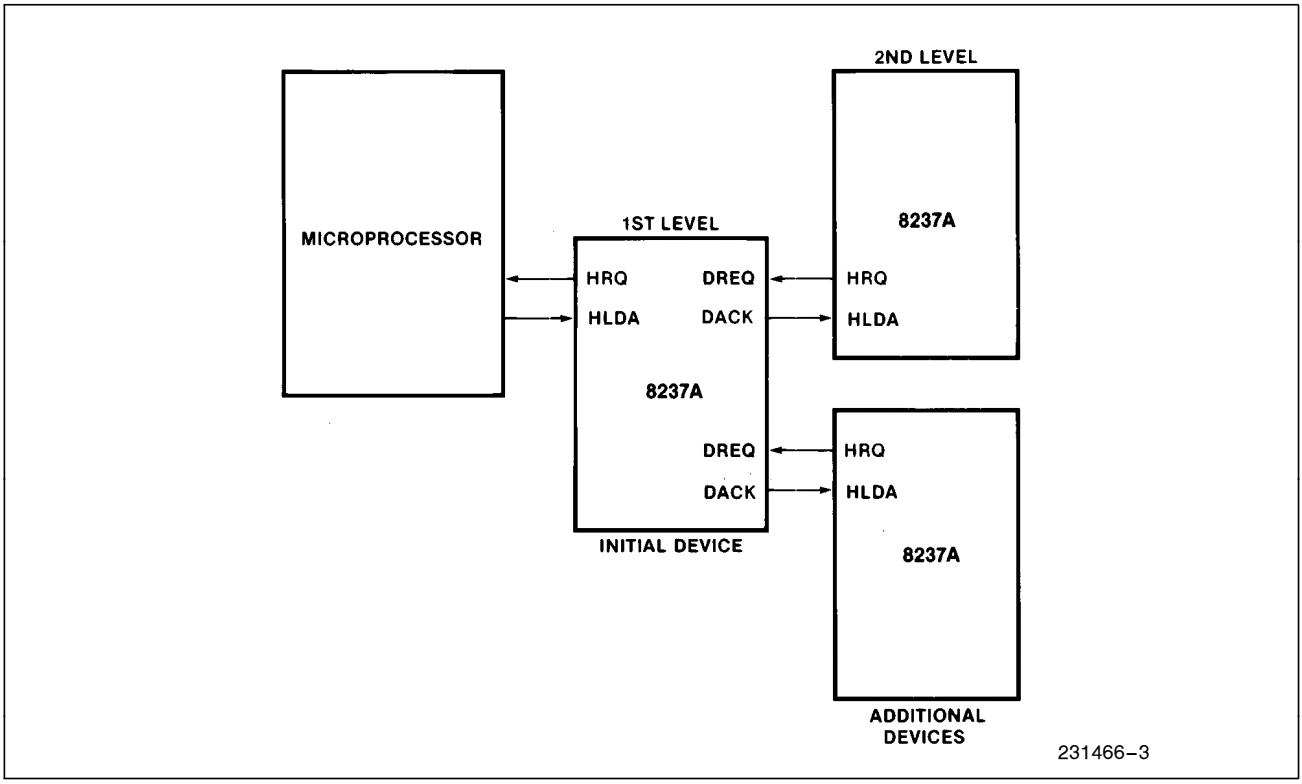 2ND LEVEL
MICROPROCESSOR
8237A
1ST LEVEL
HRQ DREQ HRQ
HLDA DACK HLDA
8237A
DREQ HRQ
DACK HLDA
INITIAL DEVICE
8237A
ADDITIONAL
DEVICES
231466–3